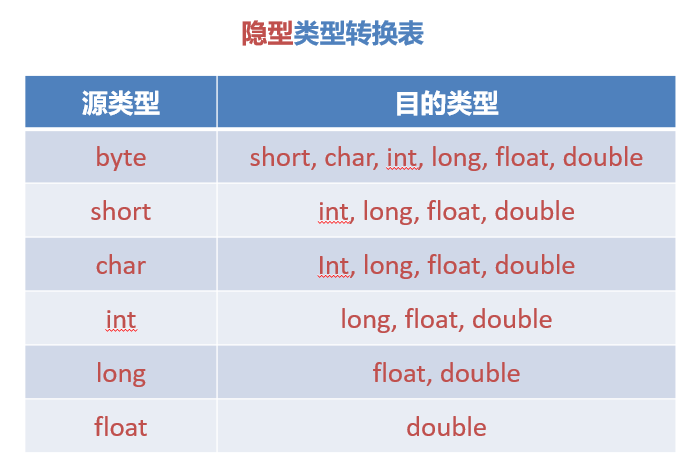 隐型类型转换表
源类型 目的类型
byte short, char, int, long, float, double
short int, long, float, double
char Int, long, float, double
int long, float, double
long float, double
float double